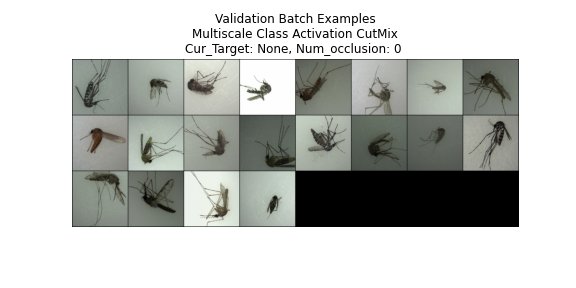 Validation Batch Examples
Multiscale Class Activation CutMix
Cur_Target: None, Num_occlusion: 0